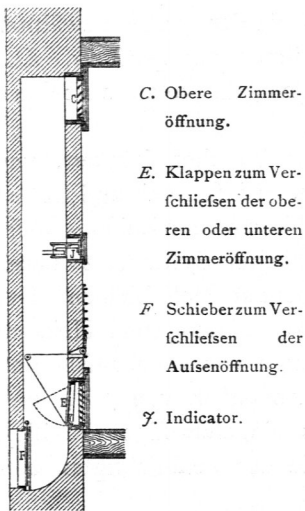 C. Obere Zimmer-
öffnung.
E. Klappen zum Ver-
ſchlieſsen der obe-
ren oder unteren
Zimmeröffnung.
F Schieber zum Ver-
ſchlieſsen der
Auſsenöffnung.
J. Indicator.
C
J
E
F